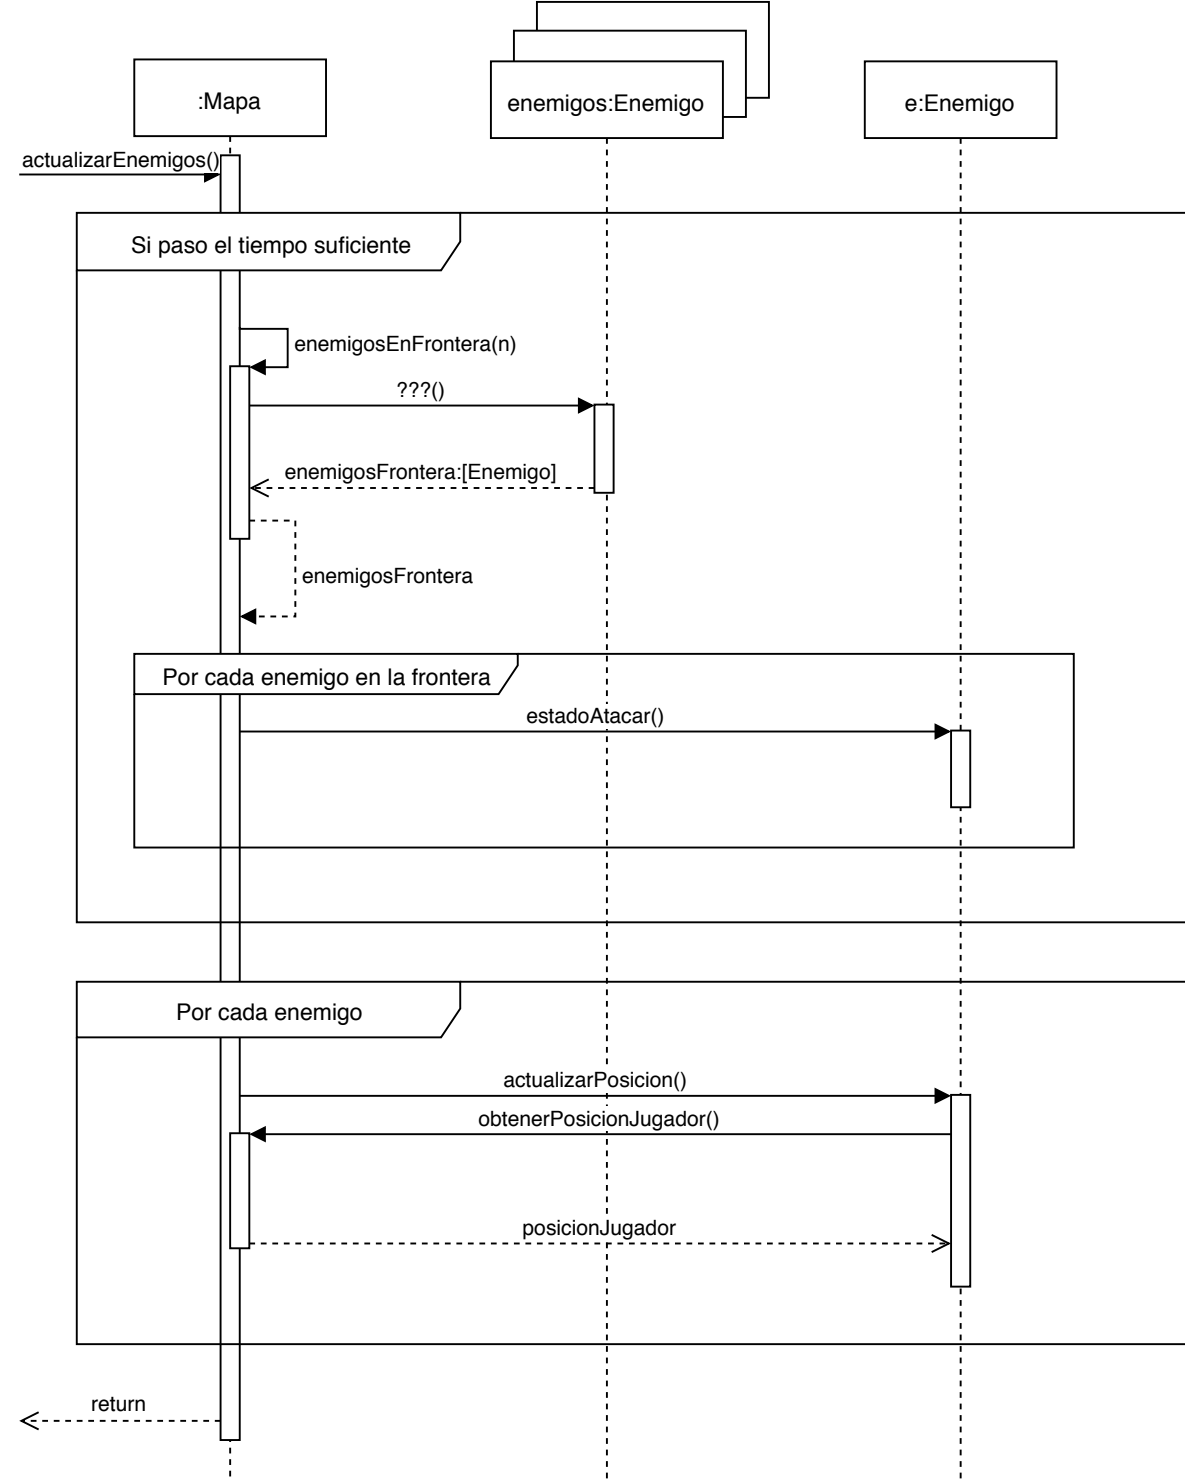 :Mapa
enemigos:Enemigo
e:Enemigo
actualizarEnemigos()
Si paso el tiempo suficiente
enemigosEnFrontera(n)
???()
enemigosFrontera:[Enemigo]
enemigosFrontera
Por cada enemigo en la frontera
estadoAtacar()
Por cada enemigo
actualizarPosicion()
obtenerPosicionJugador()
posicionJugador
return